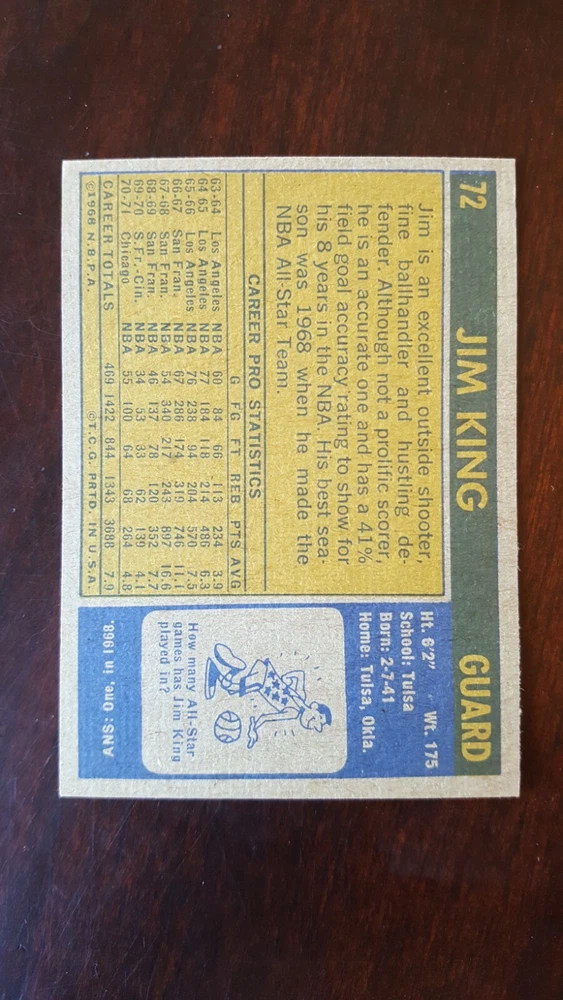 72 JIM KING GUARD
Jim is an excellent outside shooter,
fine ballhandler and hustling de-
fender. Although not a prolific scorer,
he is an accurate one and has a 41%
field goal accuracy rating to show for
his 8 years in the NBA. His best sea-
son was 1968 when he made the
NBA All-Star Team.
CAREER PRO STATISTICS
G FG FT REB PTS AVG
63-64 Los Angeles NBA 60 84 66 113 234 3.9
64 65 Los Angeles NBA 77 184 118 214 486 6.3
65-66 Los Angeles NBA 76 238 94 204 570 7.5
66-67 San Fran. NBA 67 286 174 319 746 11.1
67-68 San Fran. NBA 54 340 217 243 897 16.6
68-69 San Fran. NBA 46 137 78 120 352 7.7
69-70 S.Fr.-Cin. NBA 34 53 33 62 139 4.1
70-71 Chicago NBA 55 100 64 68 264 4.8
CAREER TOTALS 469 1422 844 1343 3688 7.9
©1968 N.B.P.A. ©T.C.G. PRTD. IN U.S.A.
Ht. 6'2" Wt. 175
School: Tulsa
Born: 2-7-41
Home: Tulsa, Okla.
How many All-Star
games has Jim King
played in?
ANS: One, in 1968.